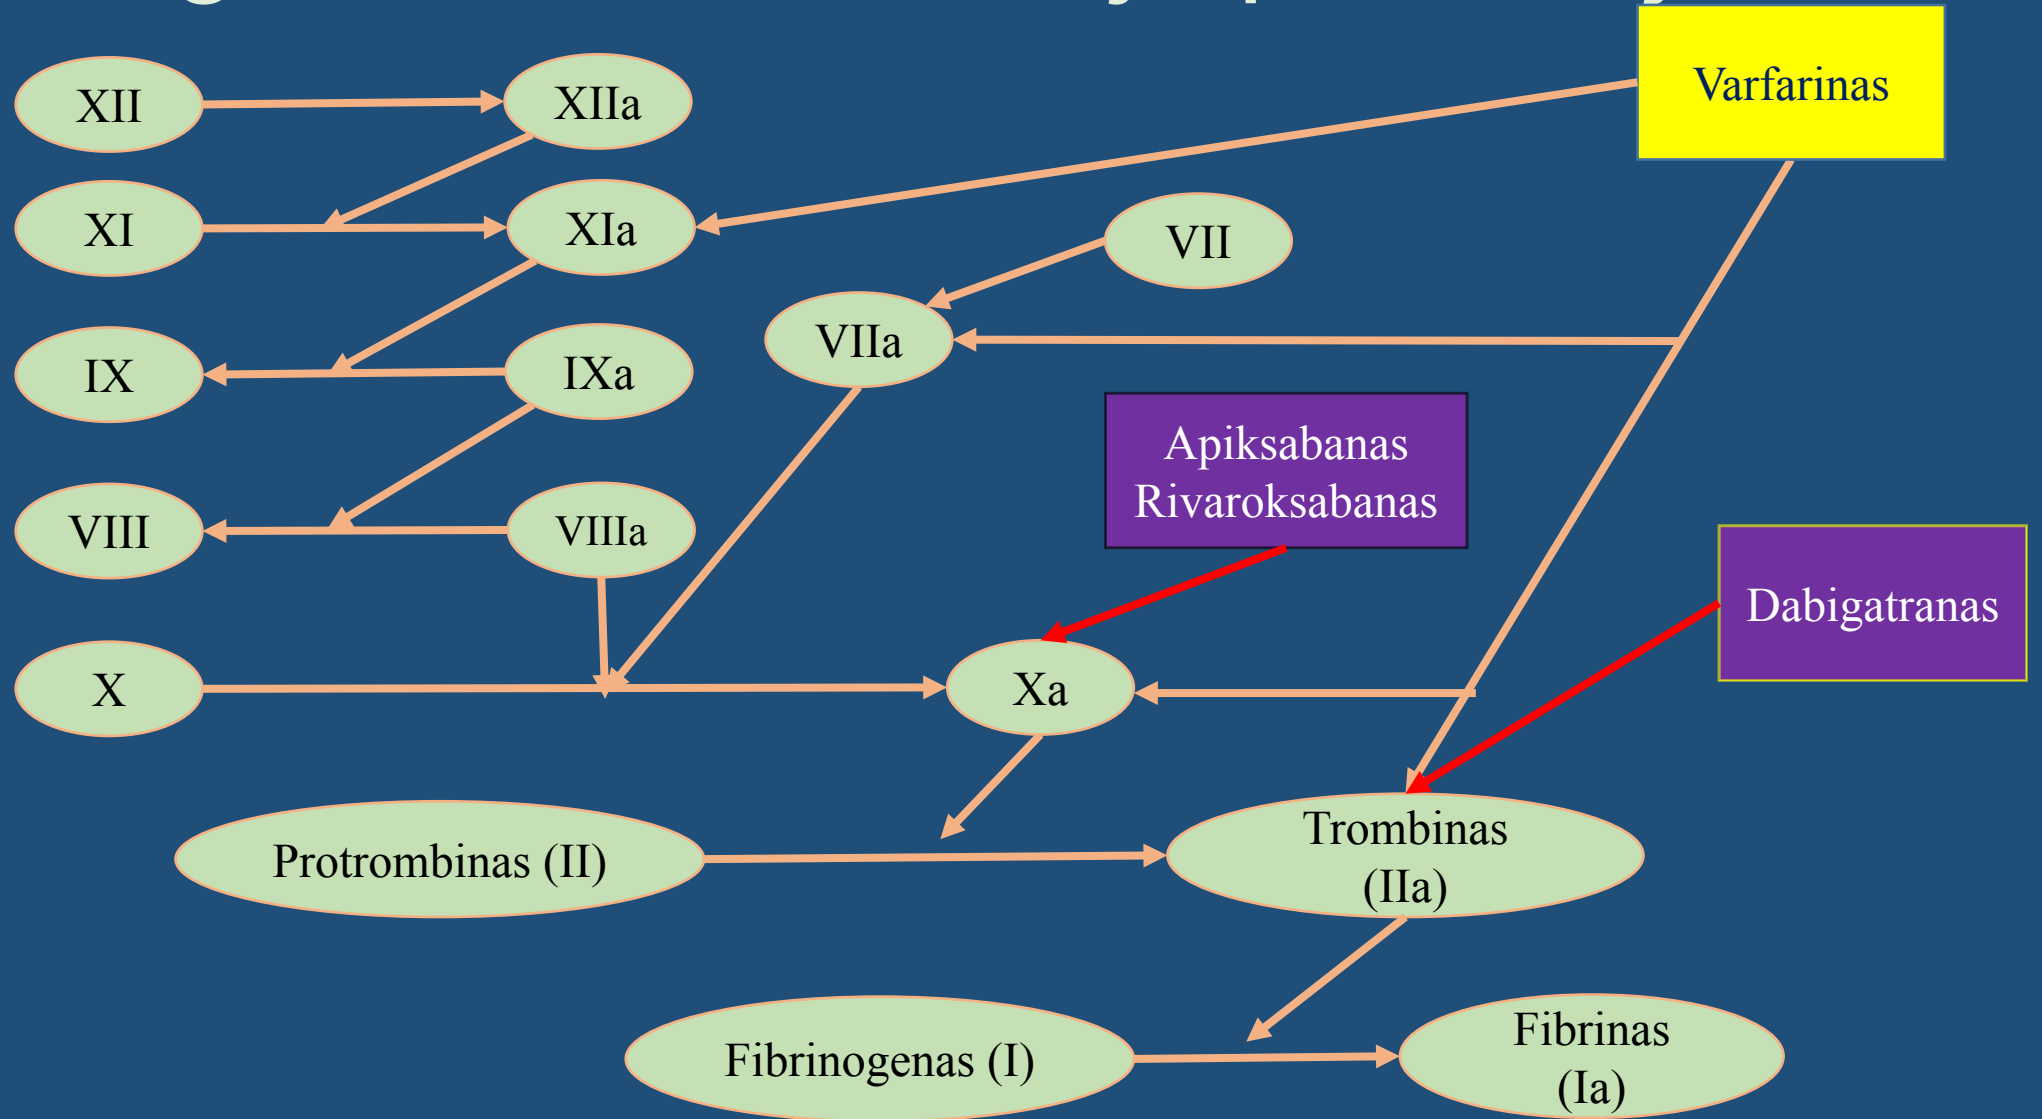 Varfarinas
XII
XIIa
XI
XIa
VII
VIIa
IX
IXa
Apiksabanas
Rivaroksabanas
VIII
VIIIa
Dabigatranas
X
Xa
Protrombinas (II)
Trombinas
(IIa)
Fibrinogenas (I)
Fibrinas
(Ia)